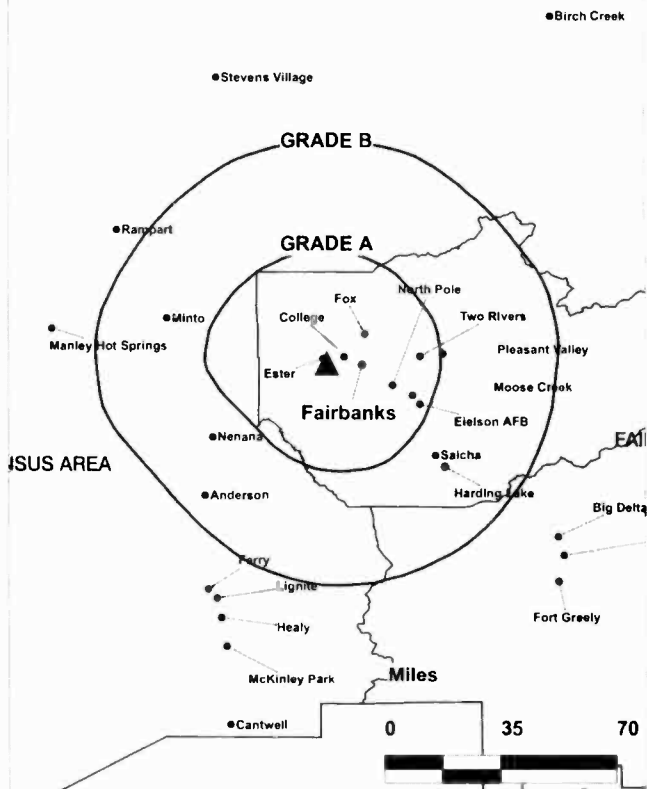 Birch Creek
Stevens Village
GRADE B
Rampart
GRADE A
North Pole
Fox
Minto
College
Two Rivers
Manley Hot Springs
Pleasant Valley
Ester
Moose Creek
Fairbanks
Eielson AFB
Nenana
FAI
Salcha
NSUS AREA
Harding Lake
Anderson
Big Delta
Ferry
Lignite
Healy
Fort Greely
McKinley Park
Miles
Cantwell
0 35 70